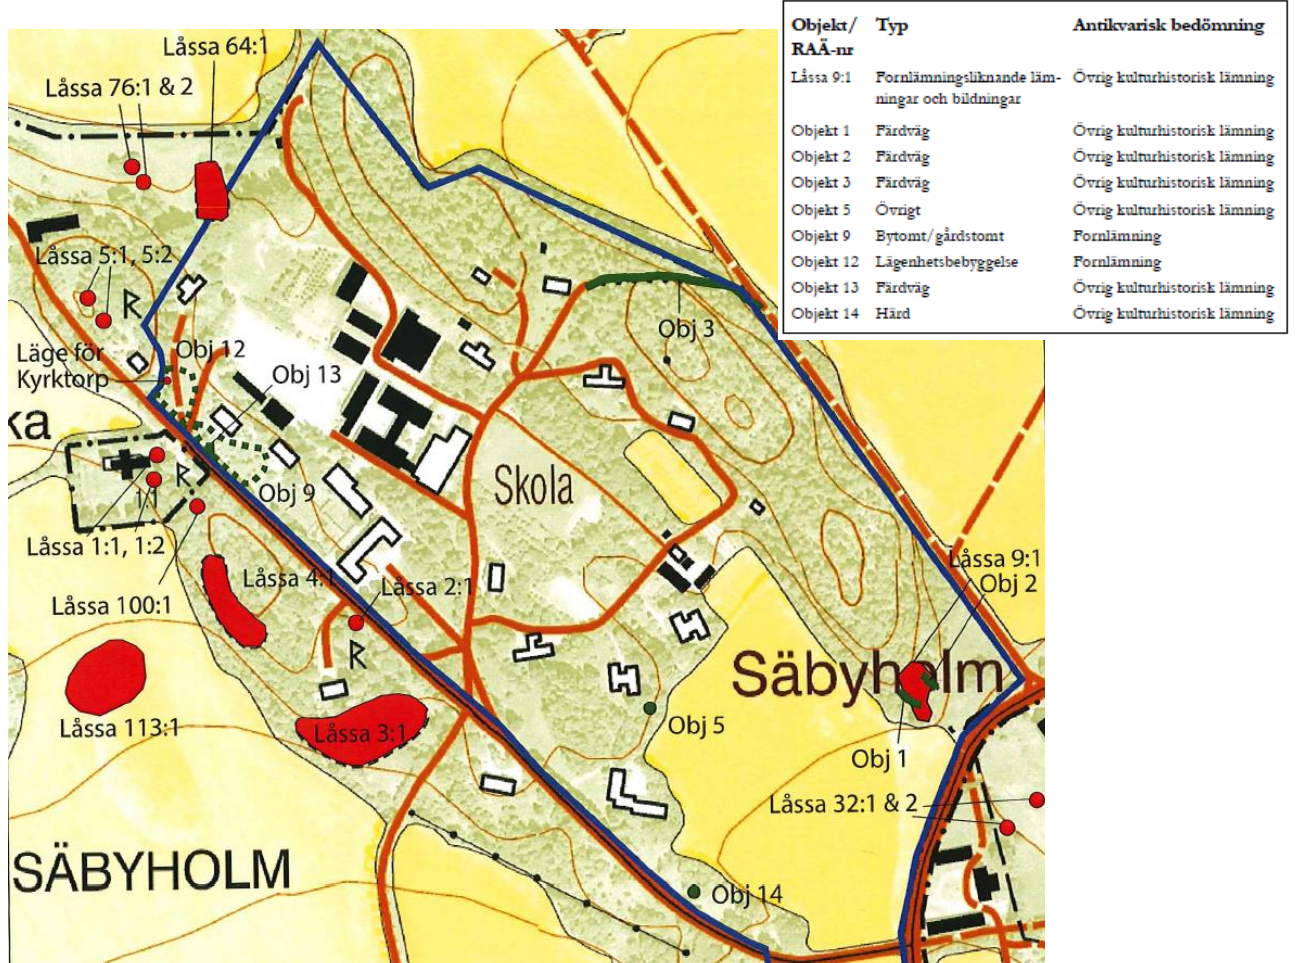 Objekt/ Typ Antikvarisk bedömning
RAÄ-nr
Låssa 9:1 Fornlämningsliknande läm- Övrig kulturhistorisk lämning
ningar och bildningar
Objekt 1 Färdväg Övrig kulturhistorisk lämning
Objekt 2 Färdväg Övrig kulturhistorisk lämning
Objekt 3 Färdväg Övrig kulturhistorisk lämning
Objekt 5 Övrigt Övrig kulturhistorisk lämning
Objekt 9 Bytomt/gårdstomt Fornlämning
Objekt 12 Lägenhetsbebyggelse Fornlämning
Objekt 13 Färdväg Övrig kulturhistorisk lämning
Objekt 14 Härd Övrig kulturhistorisk lämning
Låssa 64:1
Låssa 76:1 & 2
Låssa 5:1, 5:2
R
Obj 3
Läge för
Kyrktorp
Obj 12
Obj 13
ka
R
Skola
Obj 9
11
Låssa 1:1, 1:2
Låssa 4:1
Låssa 2:1
Låssa 100:1
R
Låssa 9:1
Obj 2
Säbyholm
Låssa 113:1
Låssa 3:1
Obj 5
Obj 1
Låssa 32:1 & 2
SÄBYHOLM
Obj 14